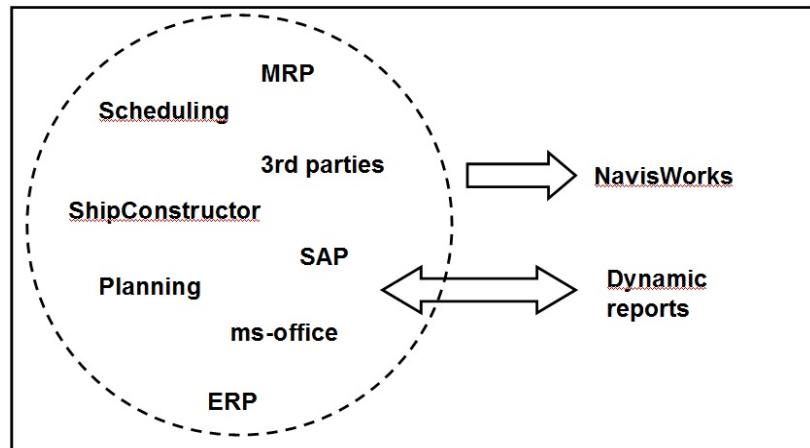 MRP
Scheduling
3rd parties
NavisWorks
ShipConstructor
SAP
Planning
Dynamic
reports
ms-office
ERP